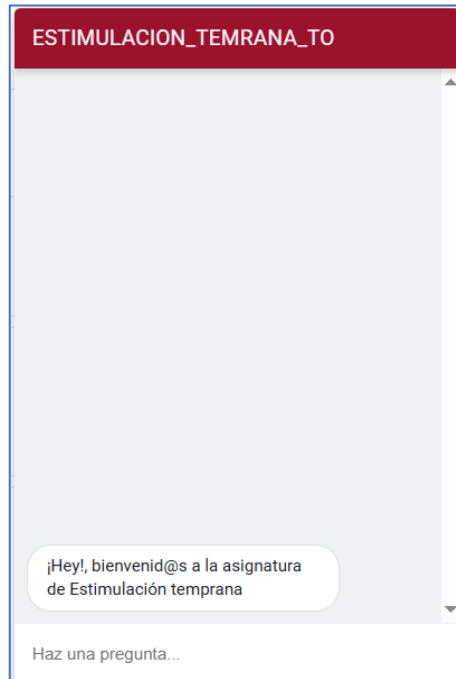 ESTIMULACION_TEMRANA_TO
¡Hey!, bienvenid@s a la asignatura
de Estimulación temprana
Haz una pregunta...